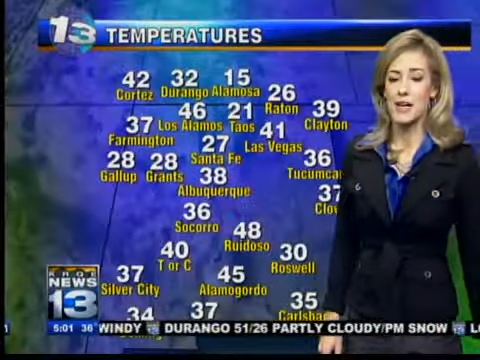 13 TEMPERATURES
42 32 15
Cortez Durango Alamosa
26
Raton
46 21 39
37 Los Alamos Taos Clayton
Farmington
41
Las Vegas
27
Santa Fe
28 28 36
Gallup Grants Tucumcari
38
Albuquerque
37
36
Socorro
48
Ruidoso
40 30
T or C Roswell
37 45
Silver City Alamogordo
34 37 35
KRQE
NEWS
13
5:01 36° WINDY DURANGO 51/26 PARTLY CLOUDY/PM SNOW L